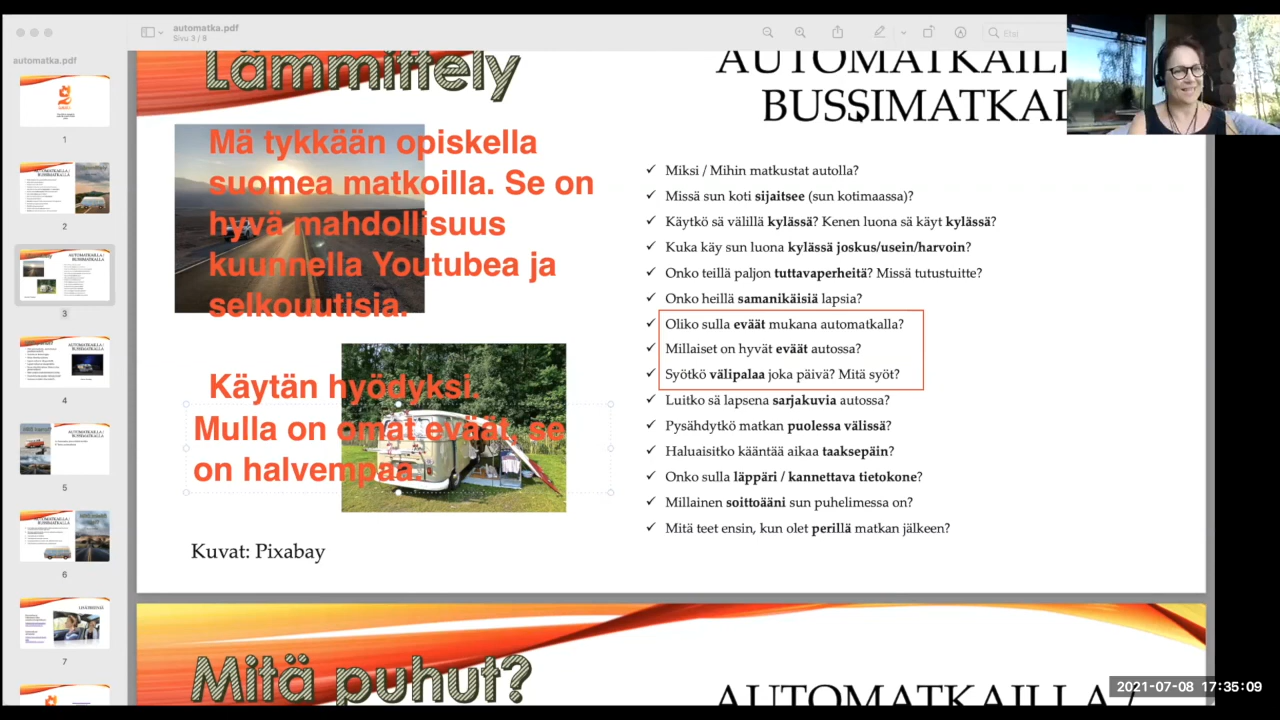 automatka.pdf
Sivu 3 / 8
Etsi
automatka.pdf
1
2
3
4
5
6
7
Lämmittely
AUTOMATKAILL
BUSSIMATKAL
Mä tykkään opiskella
suomea matkoilla. Se on
hyvä mahdollisuus
kuunnella Youtubea ja
selkouutisia.
Käytän hyödyksi.
Mulla on omat eväät, se
on halvempaa.
Kuvat: Pixabay
✓ Miksi / Mihin matkustat autolla?
✓ Missä sun koti sijaitsee (sun kotimaassa)?
✓ Käytkö sä välillä kylässä? Kenen luona sä käyt kylässä?
✓ Kuka käy sun luona kylässä joskus/usein/harvoin?
✓ Onko teillä paljon tuttavaperheitä? Missä tutustuitte?
✓ Onko heillä samanikäisiä lapsia?
✓ Oliko sulla eväät mukana automatkalla?
✓ Millaiset on hyvät eväät autossa?
✓ Syötkö välipalaa joka päivä? Mitä syöt?
✓ Luitko sä lapsena sarjakuvia autossa?
✓ Pysähdytkö matkan puolessa välissä?
✓ Haluaisitko kääntää aikaa taaksepäin?
✓ Onko sulla läppäri / kannettava tietokone?
✓ Millainen soittoääni sun puhelimessa on?
✓ Mitä teet ensin, kun olet perillä matkan jälkeen?
Mitä puhut?
AUTOMATKAILLA /
2021-07-08 17:35:09